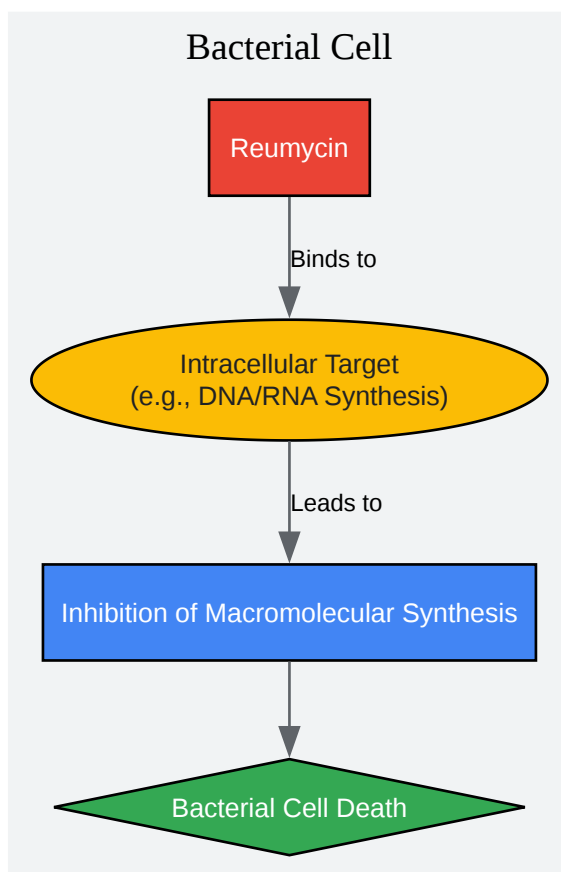 Bacterial Cell
Reumycin
Binds to
Intracellular Target
(e.g., DNA/RNA Synthesis)
Leads to
Inhibition of Macromolecular Synthesis
Bacterial Cell Death